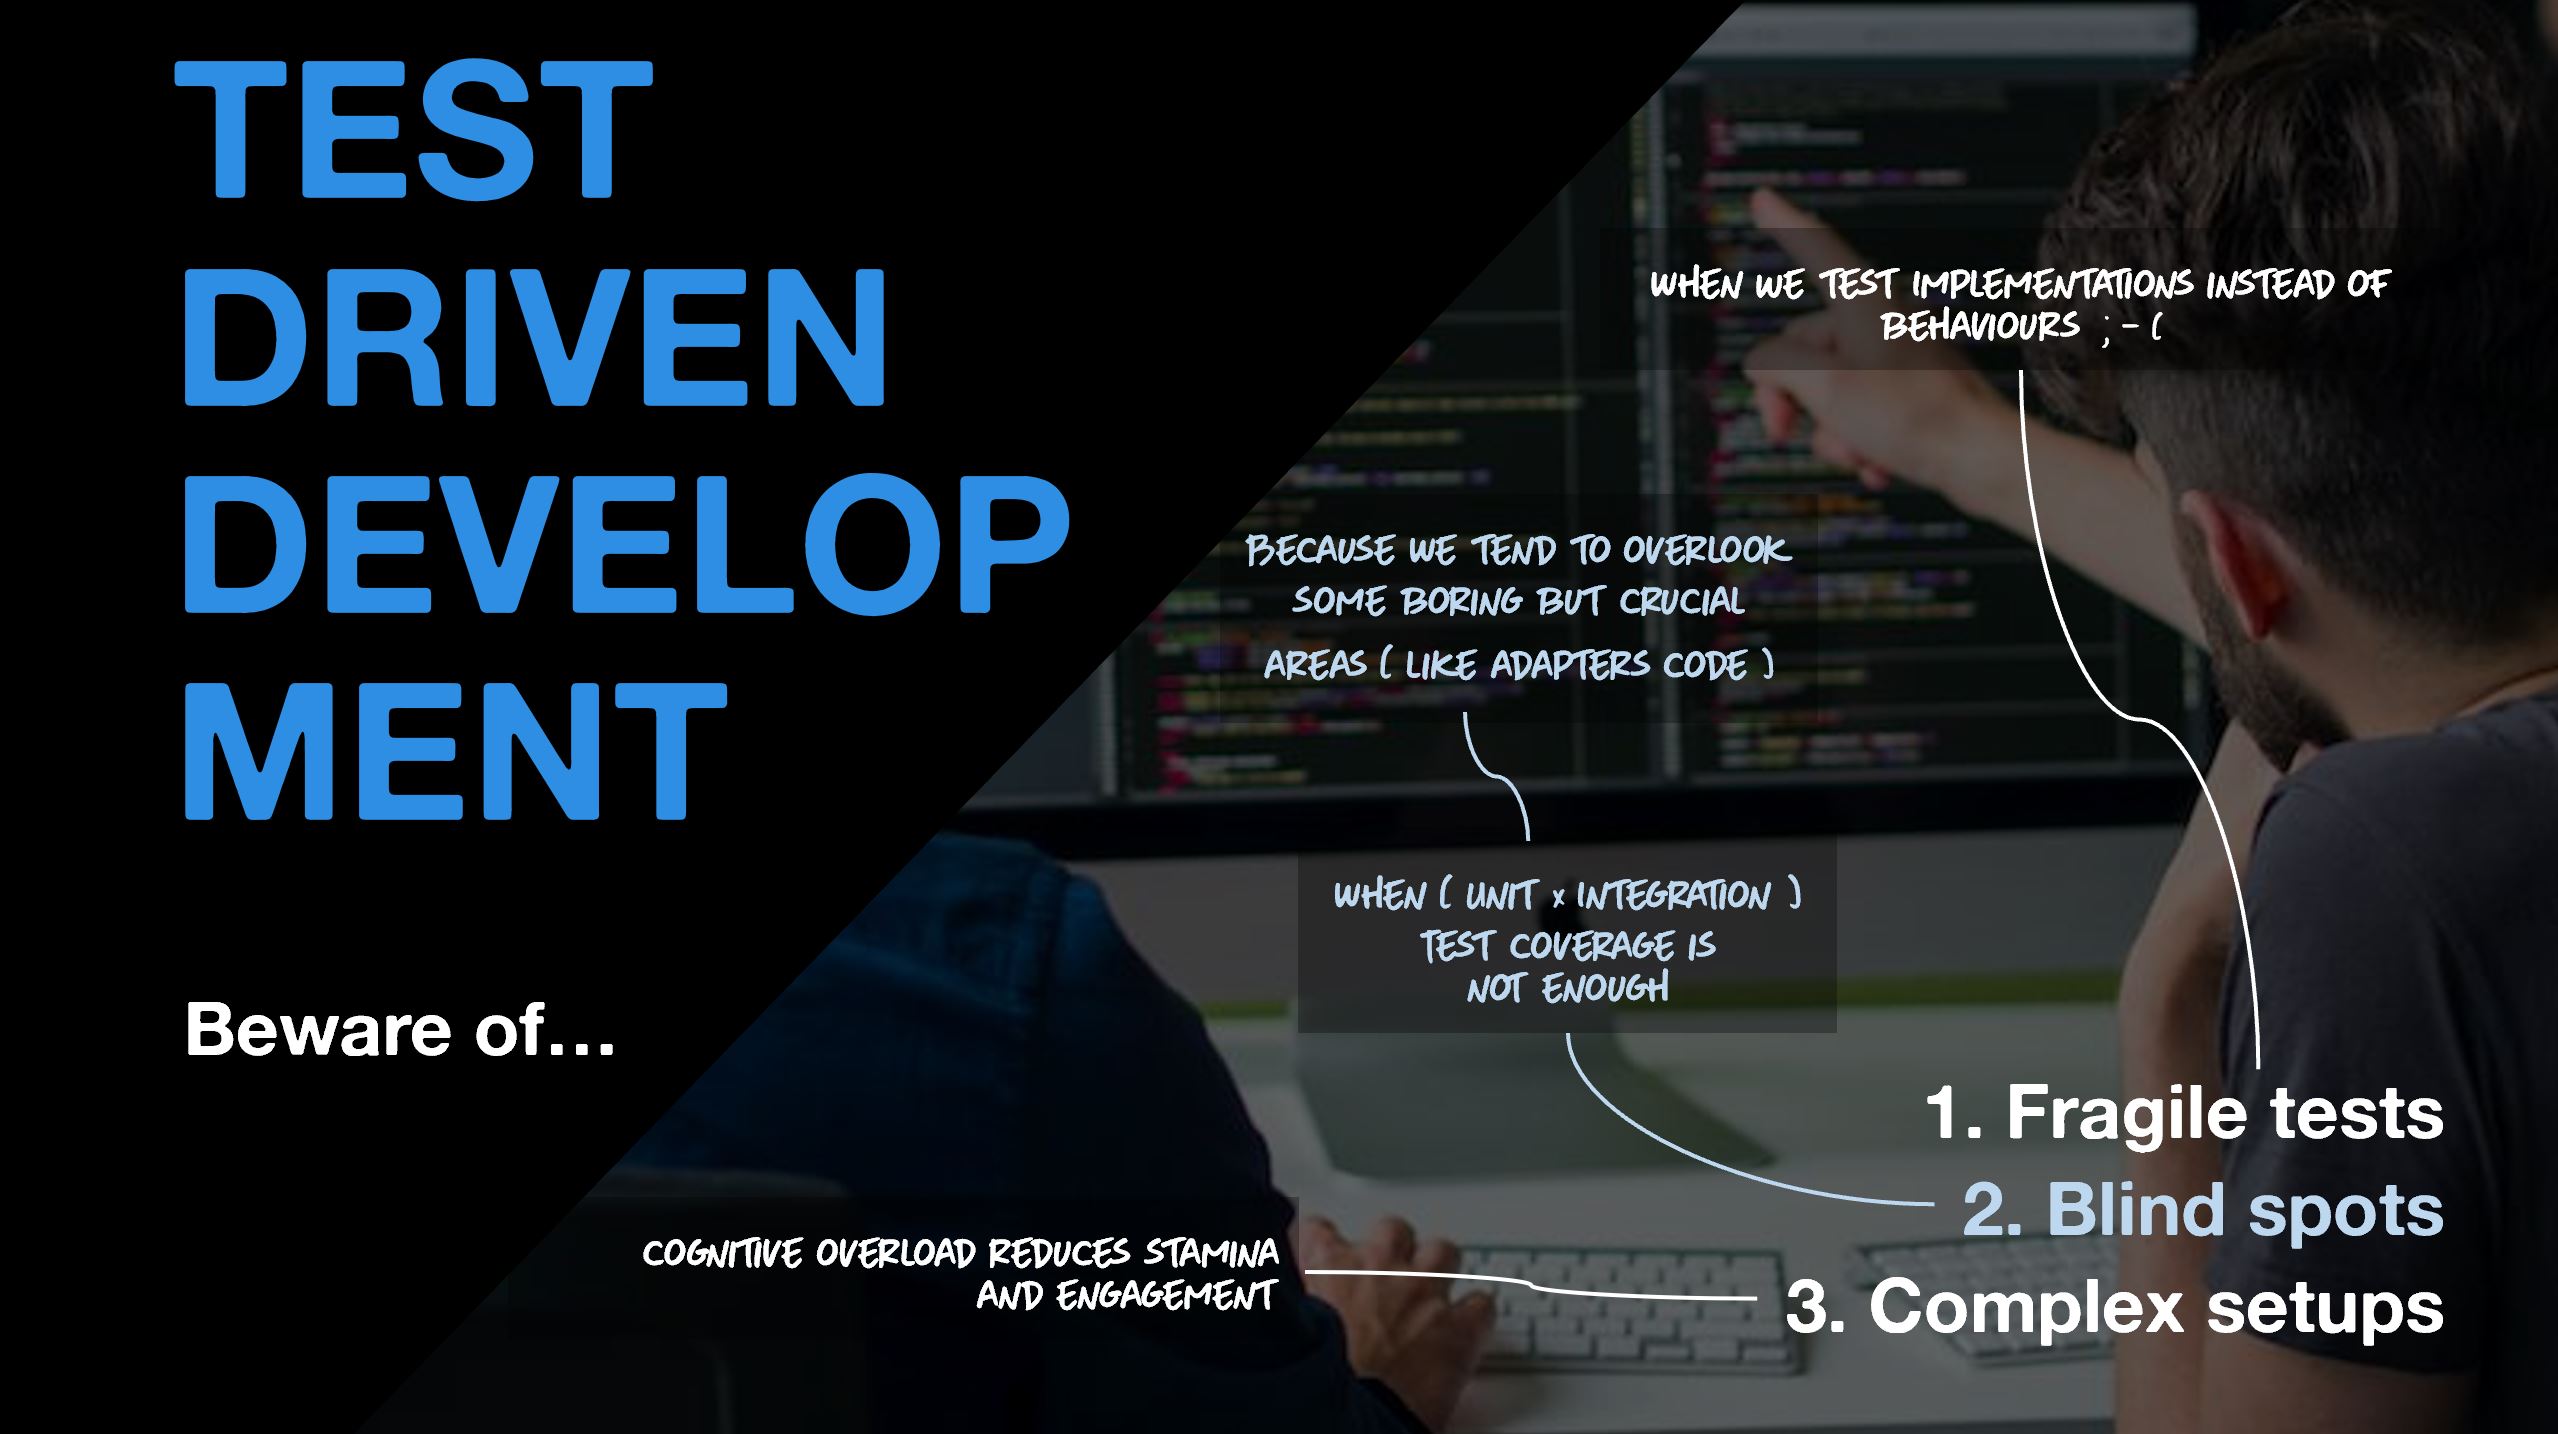 TEST
DRIVEN
DEVELOP
MENT
Beware of…
WHEN WE TEST IMPLEMENTATIONS INSTEAD OF
BEHAVIOURS ;-(
BECAUSE WE TEND TO OVERLOOK
SOME BORING BUT CRUCIAL
AREAS ( LIKE ADAPTERS CODE )
WHEN ( UNIT x INTEGRATION )
TEST COVERAGE IS
NOT ENOUGH
COGNITIVE OVERLOAD REDUCES STAMINA
AND ENGAGEMENT
1. Fragile tests
2. Blind spots
3. Complex setups